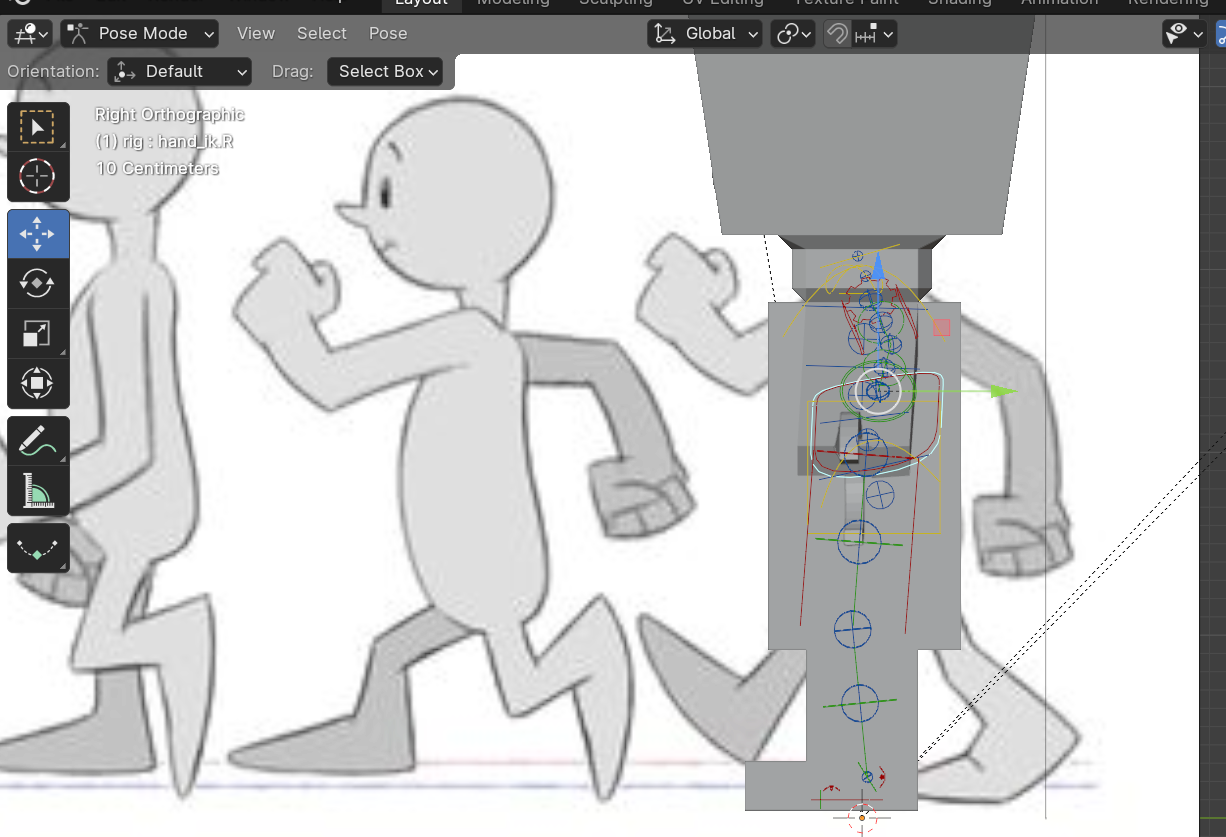 Layout Modeling Sculpting UV Editing Texture Paint Shading Animation Rendering
Pose Mode View Select Pose Global
Orientation: Default Drag: Select Box
Right Orthographic
(1) rig : hand_ik.R
10 Centimeters